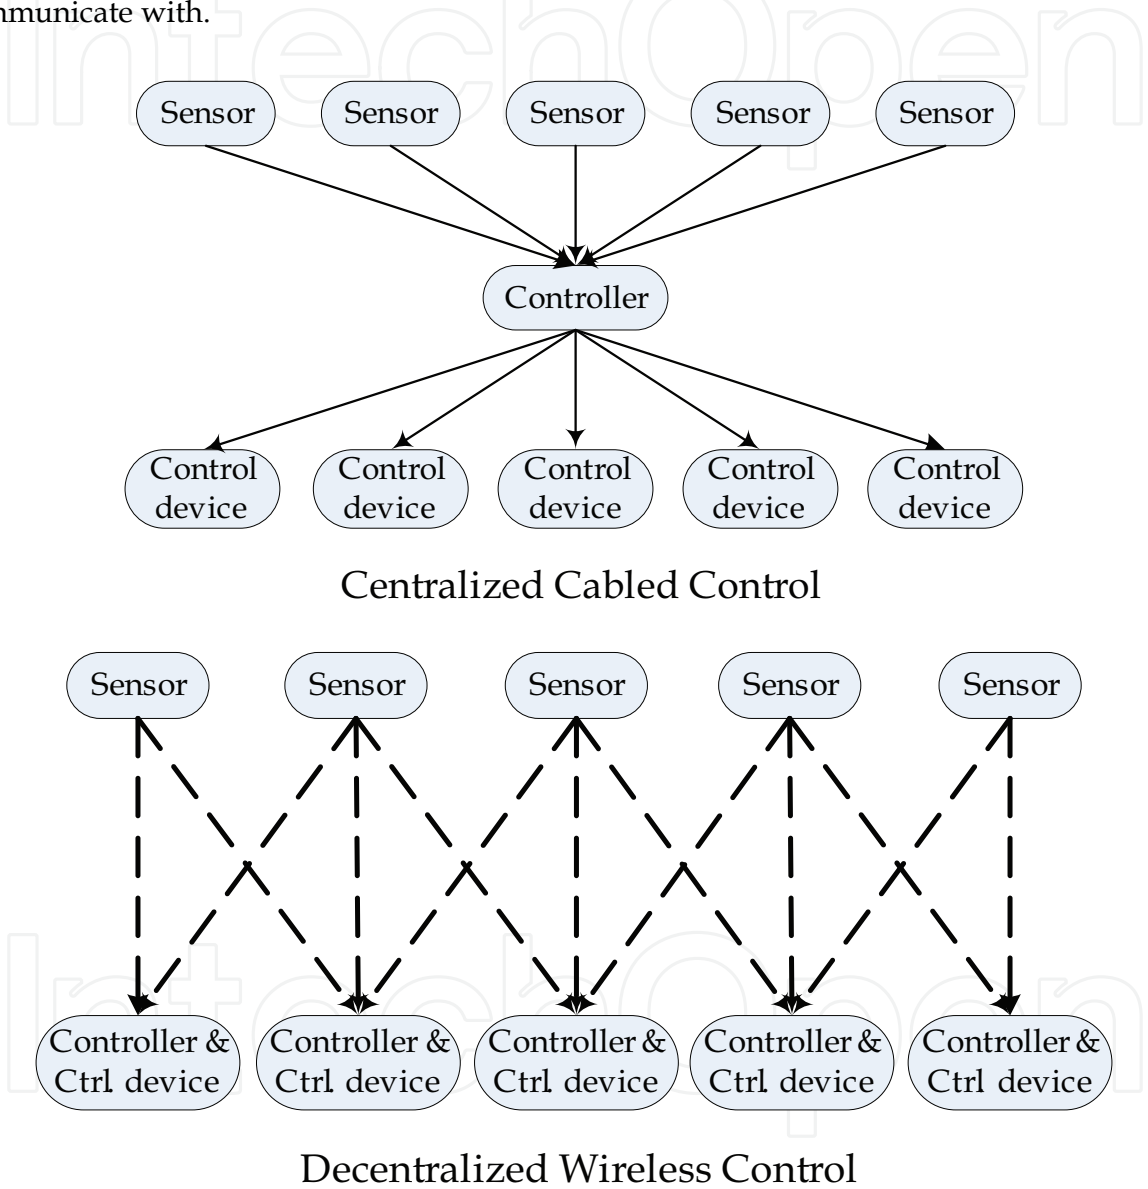 mmunicate with.
IntechOpen
Sensor Sensor Sensor Sensor Sensor
Controller
Control Control Control Control Control
device device device device device
Centralized Cabled Control
Sensor Sensor Sensor Sensor Sensor
IntechOpen
Controller & Controller & Controller & Controller & Controller &
Ctrl. device Ctrl. device Ctrl. device Ctrl. device Ctrl. device
Decentralized Wireless Control